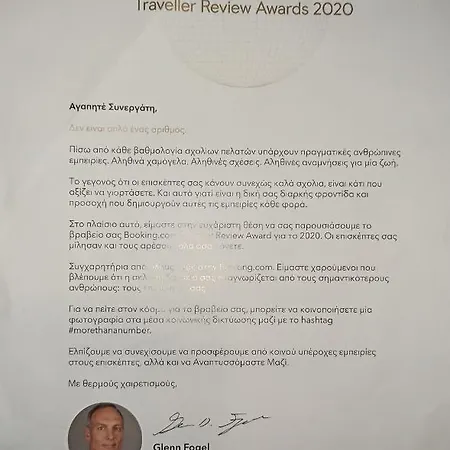 Traveller Review Awards 2020
Αγαπητέ Συνεργάτη,
Δεν είναι απλά ένας αριθμός.
Πίσω από κάθε βαθμολογία σχολίων πελατών υπάρχουν πραγματικές ανθρώπινες
εμπειρίες. Αληθινά χαμόγελα. Αληθινές σχέσεις. Αληθινές αναμνήσεις για μία ζωή.
Το γεγονός ότι οι επισκέπτες σας κάνουν συνεχώς καλά σχόλια, είναι κάτι που
αξίζει να γιορτάσετε. Και αυτό γιατί είναι η δική σας διαρκής φροντίδα και
προσοχή που δημιουργούν αυτές τις εμπειρίες κάθε φορά.
Στο πλαίσιο αυτό, είμαστε στην ευχάριστη θέση να σας παρουσιάσουμε το
βραβείο σας Booking.com Review Award για το 2020. Οι επισκέπτες σας
μίλησαν και τους αρέσει
Συγχαρητήρια από Booking.com. Είμαστε χαρούμενοι που
βλέπουμε ότι η σας αναγνωρίζεται από τους σημαντικότερους
ανθρώπους: τους
Για να πείτε στον κόσμο για το βραβείο σας, μπορείτε να κοινοποιήσετε μία
φωτογραφία στα μέσα κοινωνικής δικτύωσης μαζί με το hashtag
#morethananumber.
Ελπίζουμε να συνεχίσουμε να προσφέρουμε από κοινού υπέροχες εμπειρίες
στους επισκέπτες, αλλά και να Αναπτυσσόμαστε Μαζί.
Με θερμούς χαιρετισμούς,
Glenn Fogel